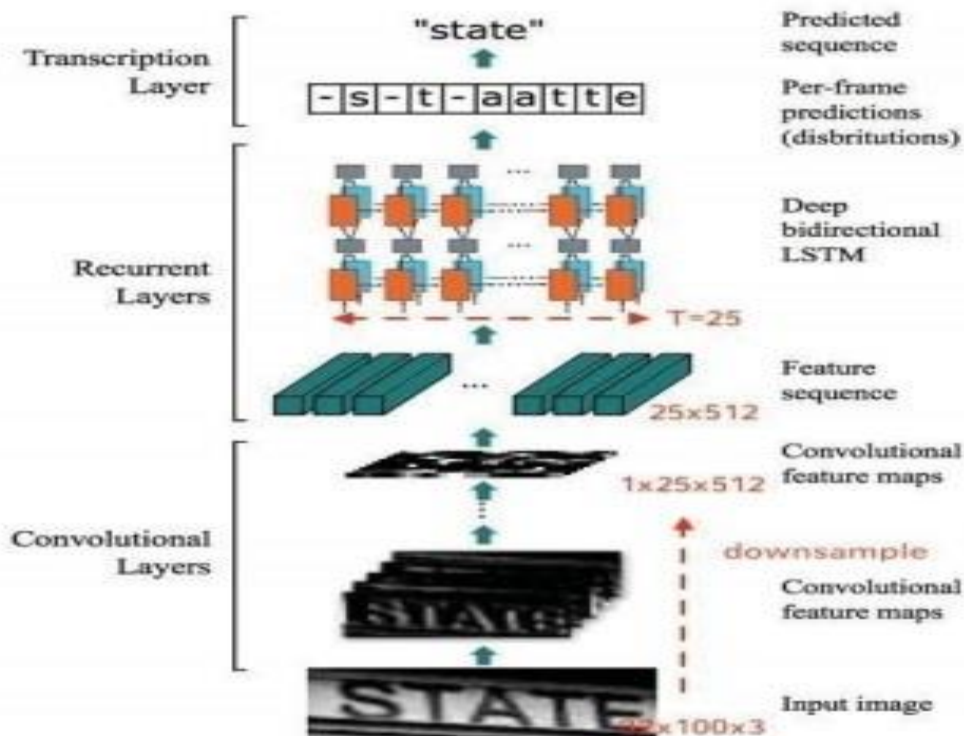 "state"
Predicted
sequence
Transcription
Layer
-s-t-aatte
Per-frame
predictions
(disbritutions)
Recurrent
Layers
Deep
bidirectional
LSTM
T=25
Feature
sequence
25x512
Convolutional
Layers
Convolutional
feature maps
1x25x512
downsample
Convolutional
feature maps
STATE
STATE
Input image
32x100x3